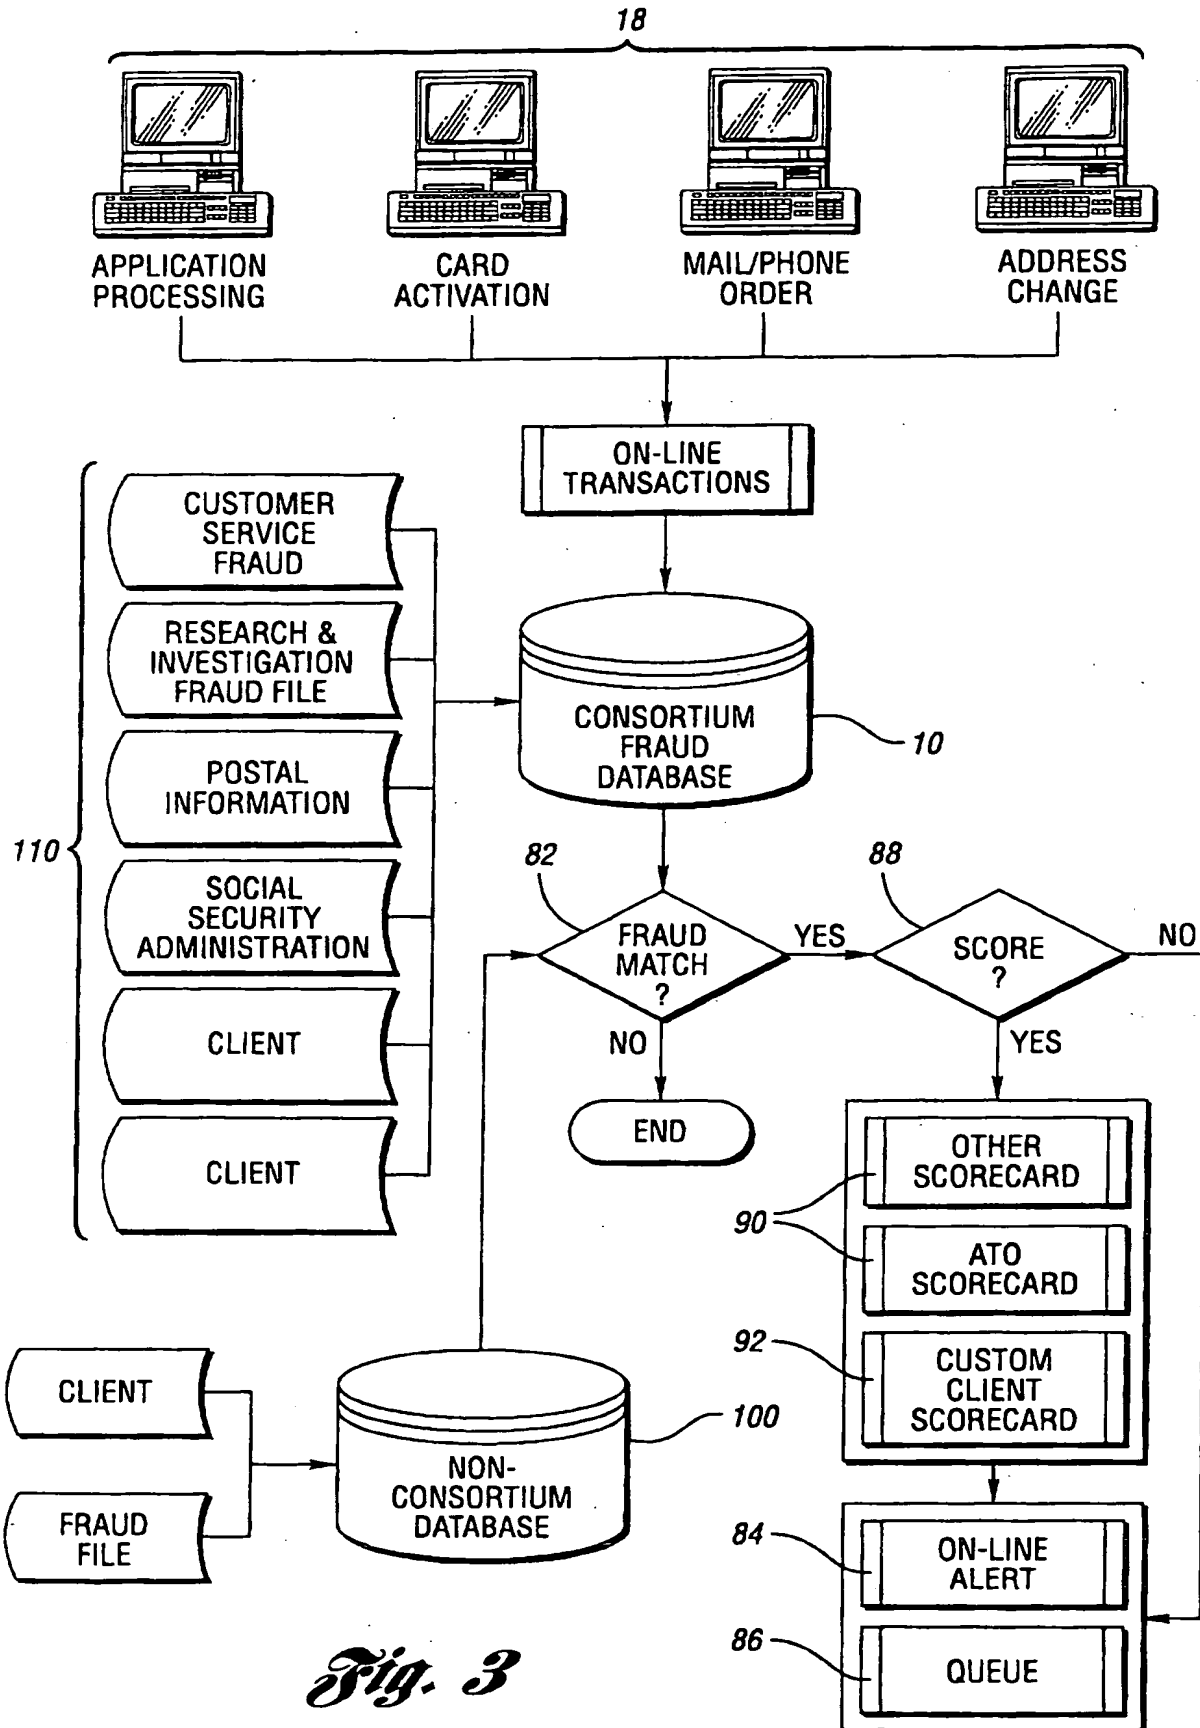 18
APPLICATION
PROCESSING
CARD
ACTIVATION
MAIL/PHONE
ORDER
ADDRESS
CHANGE
ON-LINE
TRANSACTIONS
110
CUSTOMER
SERVICE
FRAUD
RESEARCH &
INVESTIGATION
FRAUD FILE
POSTAL
INFORMATION
SOCIAL
SECURITY
ADMINISTRATION
CLIENT
CLIENT
CONSORTIUM
FRAUD
DATABASE
10
82
FRAUD
MATCH
?
YES
NO
END
88
SCORE
?
NO
YES
90
OTHER
SCORECARD
ATO
SCORECARD
92
CUSTOM
CLIENT
SCORECARD
CLIENT
FRAUD
FILE
NON-
CONSORTIUM
DATABASE
100
84
ON-LINE
ALERT
86
QUEUE
Fig. 3